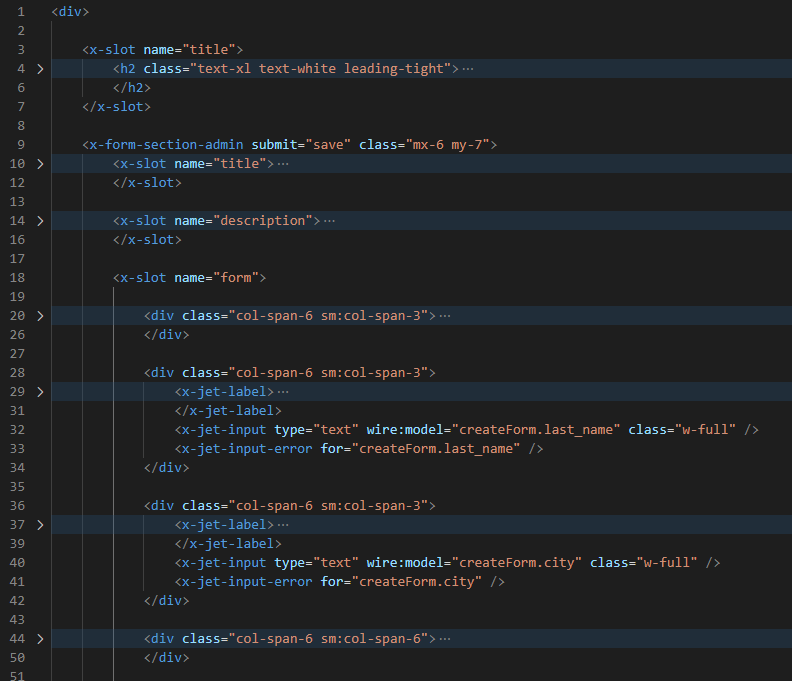 1 <div>
2
3 <x-slot name="title">
4 <h2 class="text-xl text-white leading-tight">…
6 </h2>
7 </x-slot>
8
9 <x-form-section-admin submit="save" class="mx-6 my-7">
10 <x-slot name="title">…
12 </x-slot>
13
14 <x-slot name="description">…
16 </x-slot>
17
18 <x-slot name="form">
19
20 <div class="col-span-6 sm:col-span-3">…
26 </div>
27
28 <div class="col-span-6 sm:col-span-3">
29 <x-jet-label>…
31 </x-jet-label>
32 <x-jet-input type="text" wire:model="createForm.last_name" class="w-full" />
33 <x-jet-input-error for="createForm.last_name" />
34 </div>
35
36 <div class="col-span-6 sm:col-span-3">
37 <x-jet-label>…
39 </x-jet-label>
40 <x-jet-input type="text" wire:model="createForm.city" class="w-full" />
41 <x-jet-input-error for="createForm.city" />
42 </div>
43
44 <div class="col-span-6 sm:col-span-6">…
50 </div>
51